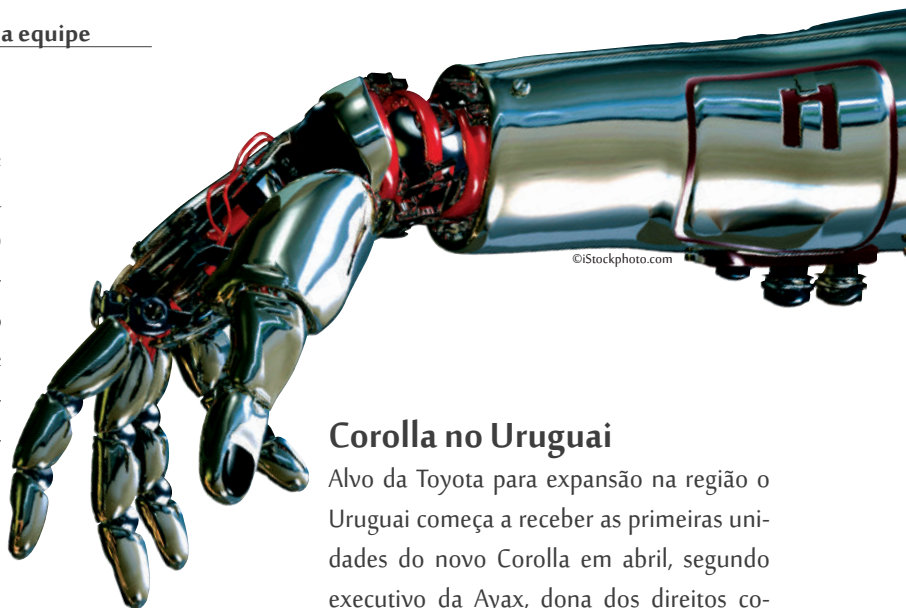 a equipe
©iStockphoto.com
Corolla no Uruguai
Alvo da Toyota para expansão na região o
Uruguai começa a receber as primeiras uni-
dades do novo Corolla em abril, segundo
executivo da Ayax, dona dos direitos co-